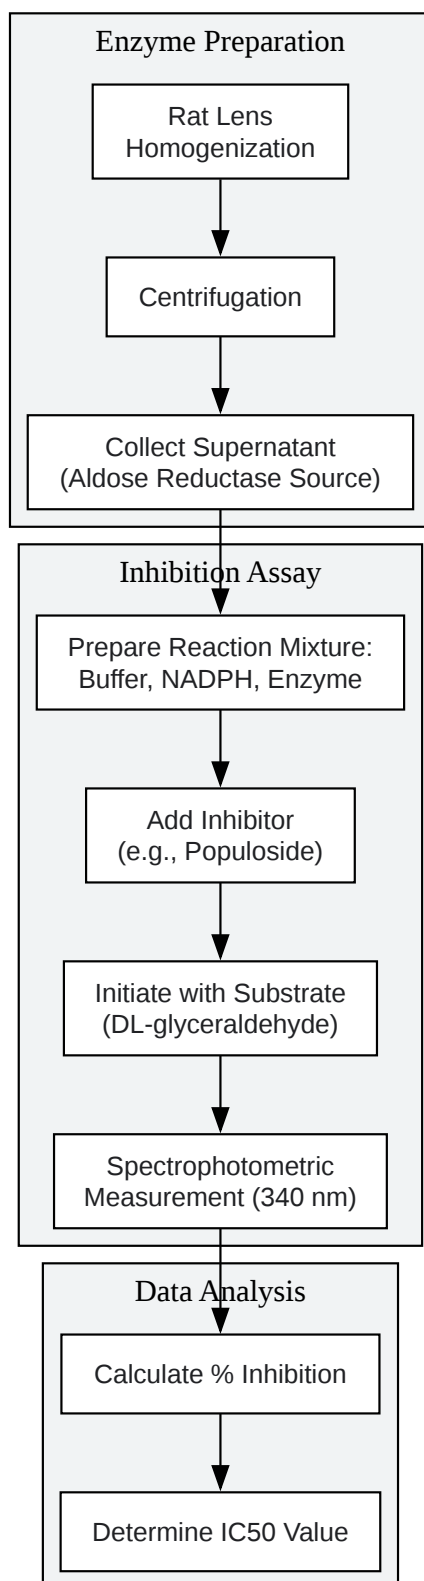 Enzyme Preparation
Rat Lens
Homogenization
Centrifugation
Collect Supernatant
(Aldose Reductase Source)
Inhibition Assay
Prepare Reaction Mixture:
Buffer, NADPH, Enzyme
Add Inhibitor
(e.g., Populoside)
Initiate with Substrate
(DL-glyceraldehyde)
Spectrophotometric
Measurement (340 nm)
Data Analysis
Calculate % Inhibition
Determine IC50 Value